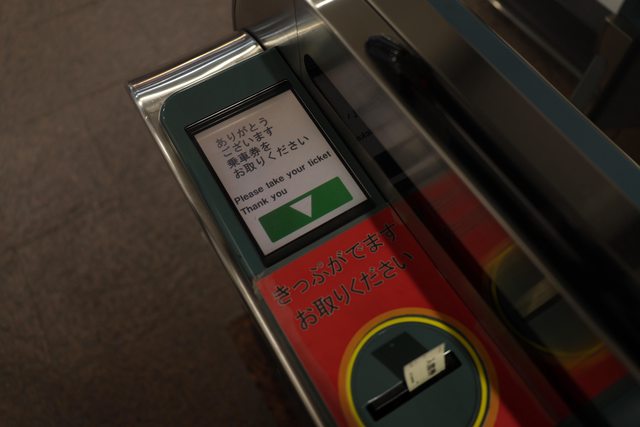 ありがとう
ございます
乗車券を
お取りください
Please take your ticket
Thank you
きっぷがでます
お取りください